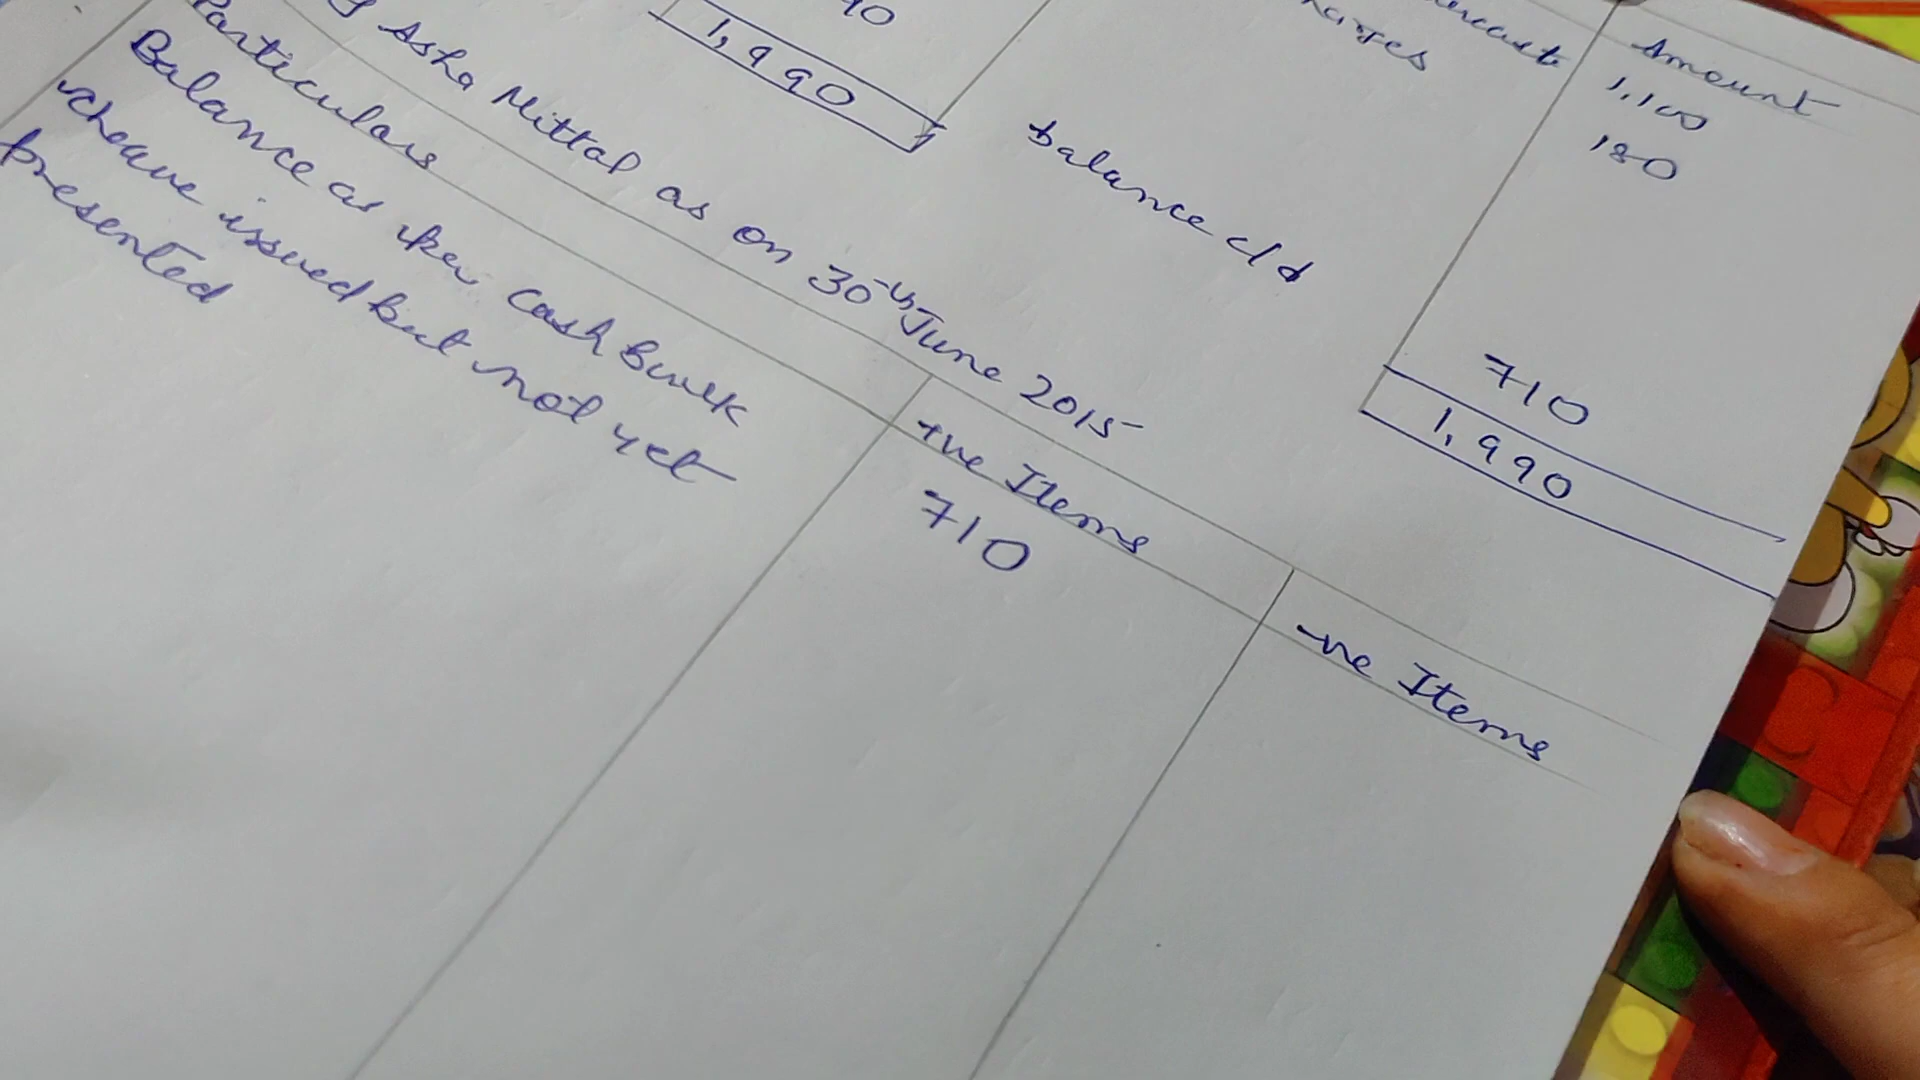 Amount
1,100
180
90
1,990
balance c/d
710
1,990
Asha Mittal as on 30th June 2015
Particulars
+ve Items
-ve Items
Balance as per Cash Book
710
cheque issued but not yet
presented